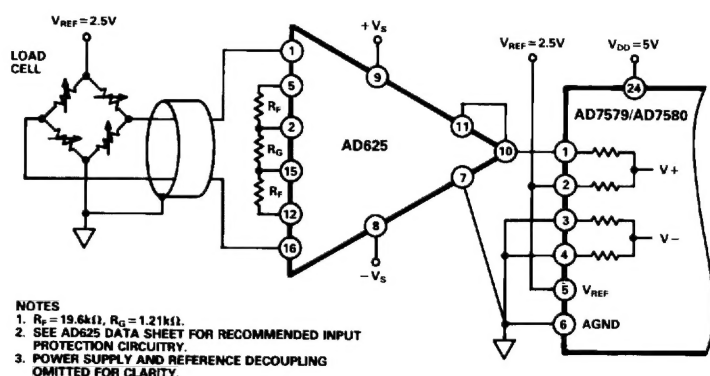 VREF=2.5V
LOAD
CELL
+VS
VREF=2.5V
VDD=5V
1
5
RF
2
RG
15
RF
12
16
9
11
AD625
10
7
8
-VS
24
AD7579/AD7580
1
V+
2
3
V-
4
5
VREF
6
AGND
NOTES
1. RF=19.6kΩ, RG=1.21kΩ.
2. SEE AD625 DATA SHEET FOR RECOMMENDED INPUT
PROTECTION CIRCUITRY.
3. POWER SUPPLY AND REFERENCE DECOUPLING
OMITTED FOR CLARITY.